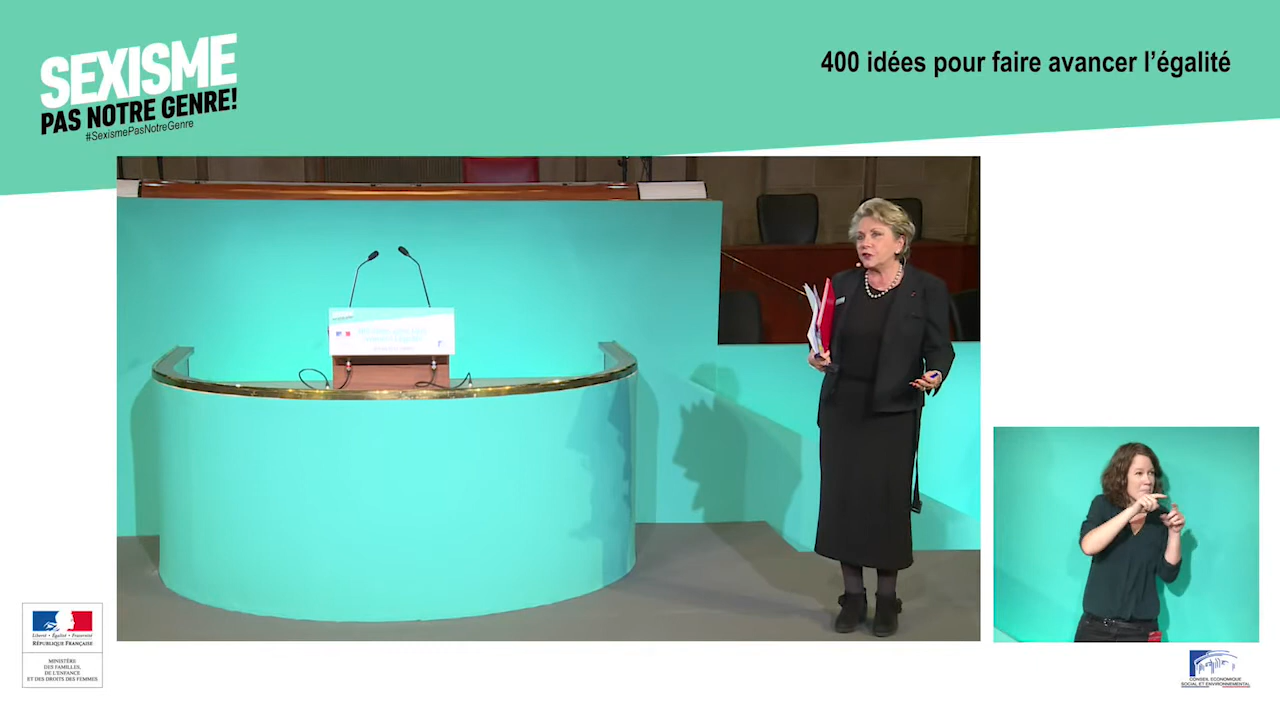 SEXISME
PAS NOTRE GENRE!
#SexismePasNotreGenre
400 idées pour faire avancer l’égalité
Liberté • Égalité • Fraternité
RÉPUBLIQUE FRANÇAISE
MINISTÈRE
DES FAMILLES,
DE L'ENFANCE
ET DES DROITS DES FEMMES
CONSEIL ECONOMIQUE
SOCIAL ET ENVIRONNEMENTAL